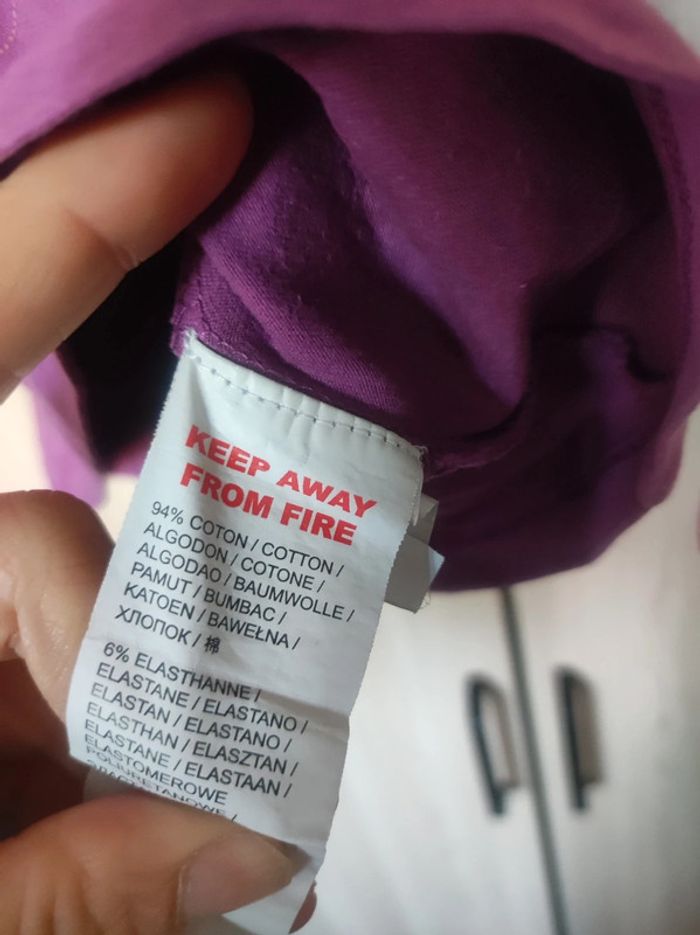 KEEP AWAY
FROM FIRE
94% COTON / COTTON /
ALGODON / COTONE /
ALGODAO / BAUMWOLLE /
PAMUT / BUMBAC /
KATOEN / BAWEŁNA /
ХЛОПОК / 棉
6% ELASTHANNE /
ELASTANE / ELASTANO /
ELASTAN / ELASTANO /
ELASTHAN / ELASZTAN /
ELASTANE / ELASTAAN /
ELASTOMEROWE
POLIURETANOWE /